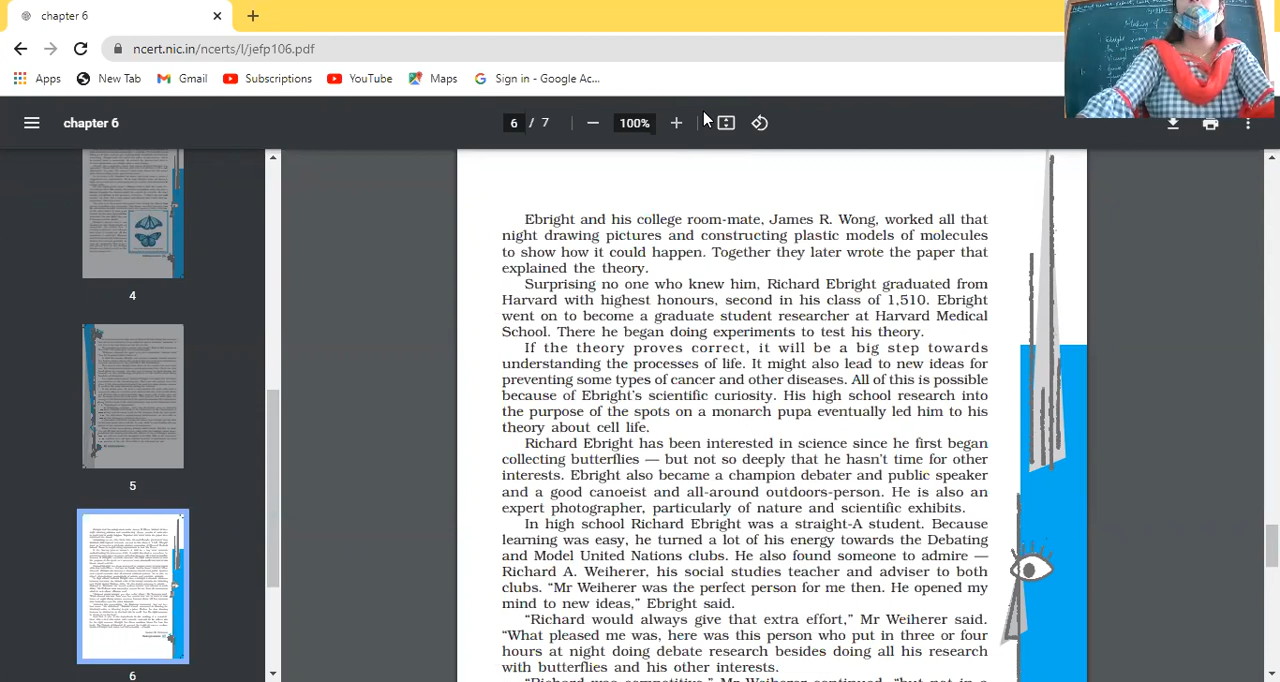 chapter 6
ncert.nic.in/ncerts/l/jefp106.pdf
Apps New Tab Gmail Subscriptions YouTube Maps Sign in - Google Ac...
chapter 6
6 / 7 100%
4
5
6
Ebright and his college room-mate, James R. Wong, worked all that
night drawing pictures and constructing plastic models of molecules
to show how it could happen. Together they later wrote the paper that
explained the theory.
Surprising no one who knew him, Richard Ebright graduated from
Harvard with highest honours, second in his class of 1,510. Ebright
went on to become a graduate student researcher at Harvard Medical
School. There he began doing experiments to test his theory.
If the theory proves correct, it will be a big step towards
understanding the processes of life. It might also lead to new ideas for
preventing some types of cancer and other diseases. All of this is possible
because of Ebright's scientific curiosity. His high school research into
the purpose of the spots on a monarch pupa eventually led him to his
theory about cell life.
Richard Ebright has been interested in science since he first began
collecting butterflies — but not so deeply that he hasn't time for other
interests. Ebright also became a champion debater and public speaker
and a good canoeist and all-around outdoors-person. He is also an
expert photographer, particularly of nature and scientific exhibits.
In high school Richard Ebright was a straight-A student. Because
learning was easy, he turned a lot of his energy towards the Debating
and Model United Nations clubs. He also found someone to admire —
Richard A. Weiherer, his social studies teacher and adviser to both
clubs. "Mr Weiherer was the perfect person for me then. He opened my
mind to new ideas," Ebright said.
"Richard would always give that extra effort," Mr Weiherer said.
"What pleased me was, here was this person who put in three or four
hours at night doing debate research besides doing all his research
with butterflies and his other interests.
"Richard was competitive," Mr Weiherer continued, "but not in a